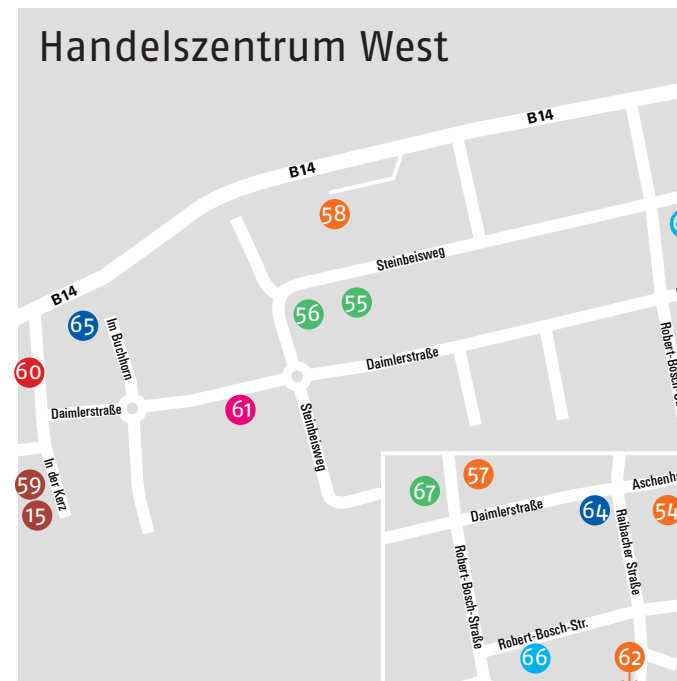 Handelszentrum West
B14
B14
58
Steinbeisweg
B14
65
Im Buchhorn
56
55
60
Daimlerstraße
Daimlerstraße
61
Steinbeisweg
59
In der Kerz
15
57
67
Daimlerstraße
64
54
Raibacher Straße
Robert-Bosch-Straße
Robert-Bosch-Str.
66
62